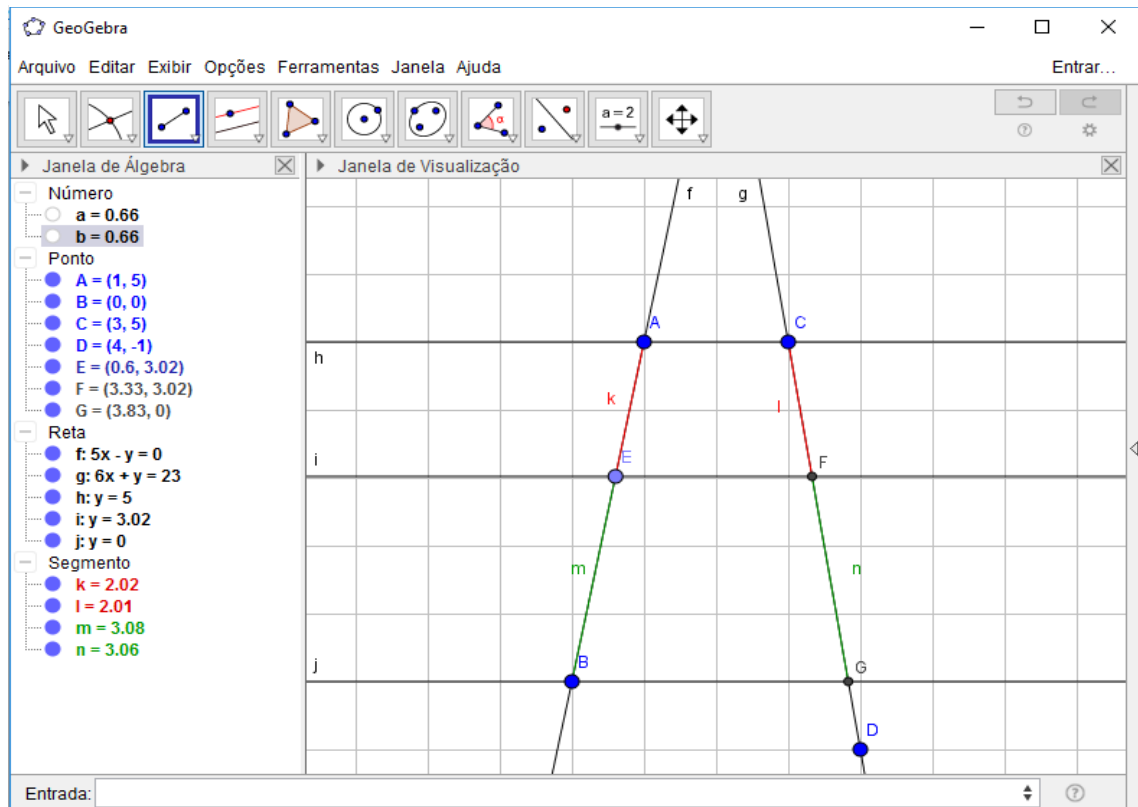 GeoGebra
Arquivo Editar Exibir Opções Ferramentas Janela Ajuda
Entrar...
α
a = 2
Janela de Álgebra
Número
a = 0.66
b = 0.66
Ponto
A = (1, 5)
B = (0, 0)
C = (3, 5)
D = (4, -1)
E = (0.6, 3.02)
F = (3.33, 3.02)
G = (3.83, 0)
Reta
f: 5x - y = 0
g: 6x + y = 23
h: y = 5
i: y = 3.02
j: y = 0
Segmento
k = 2.02
l = 2.01
m = 3.08
n = 3.06
Janela de Visualização
f g
A C
h
k l
i E F
m n
j B G
D
Entrada: